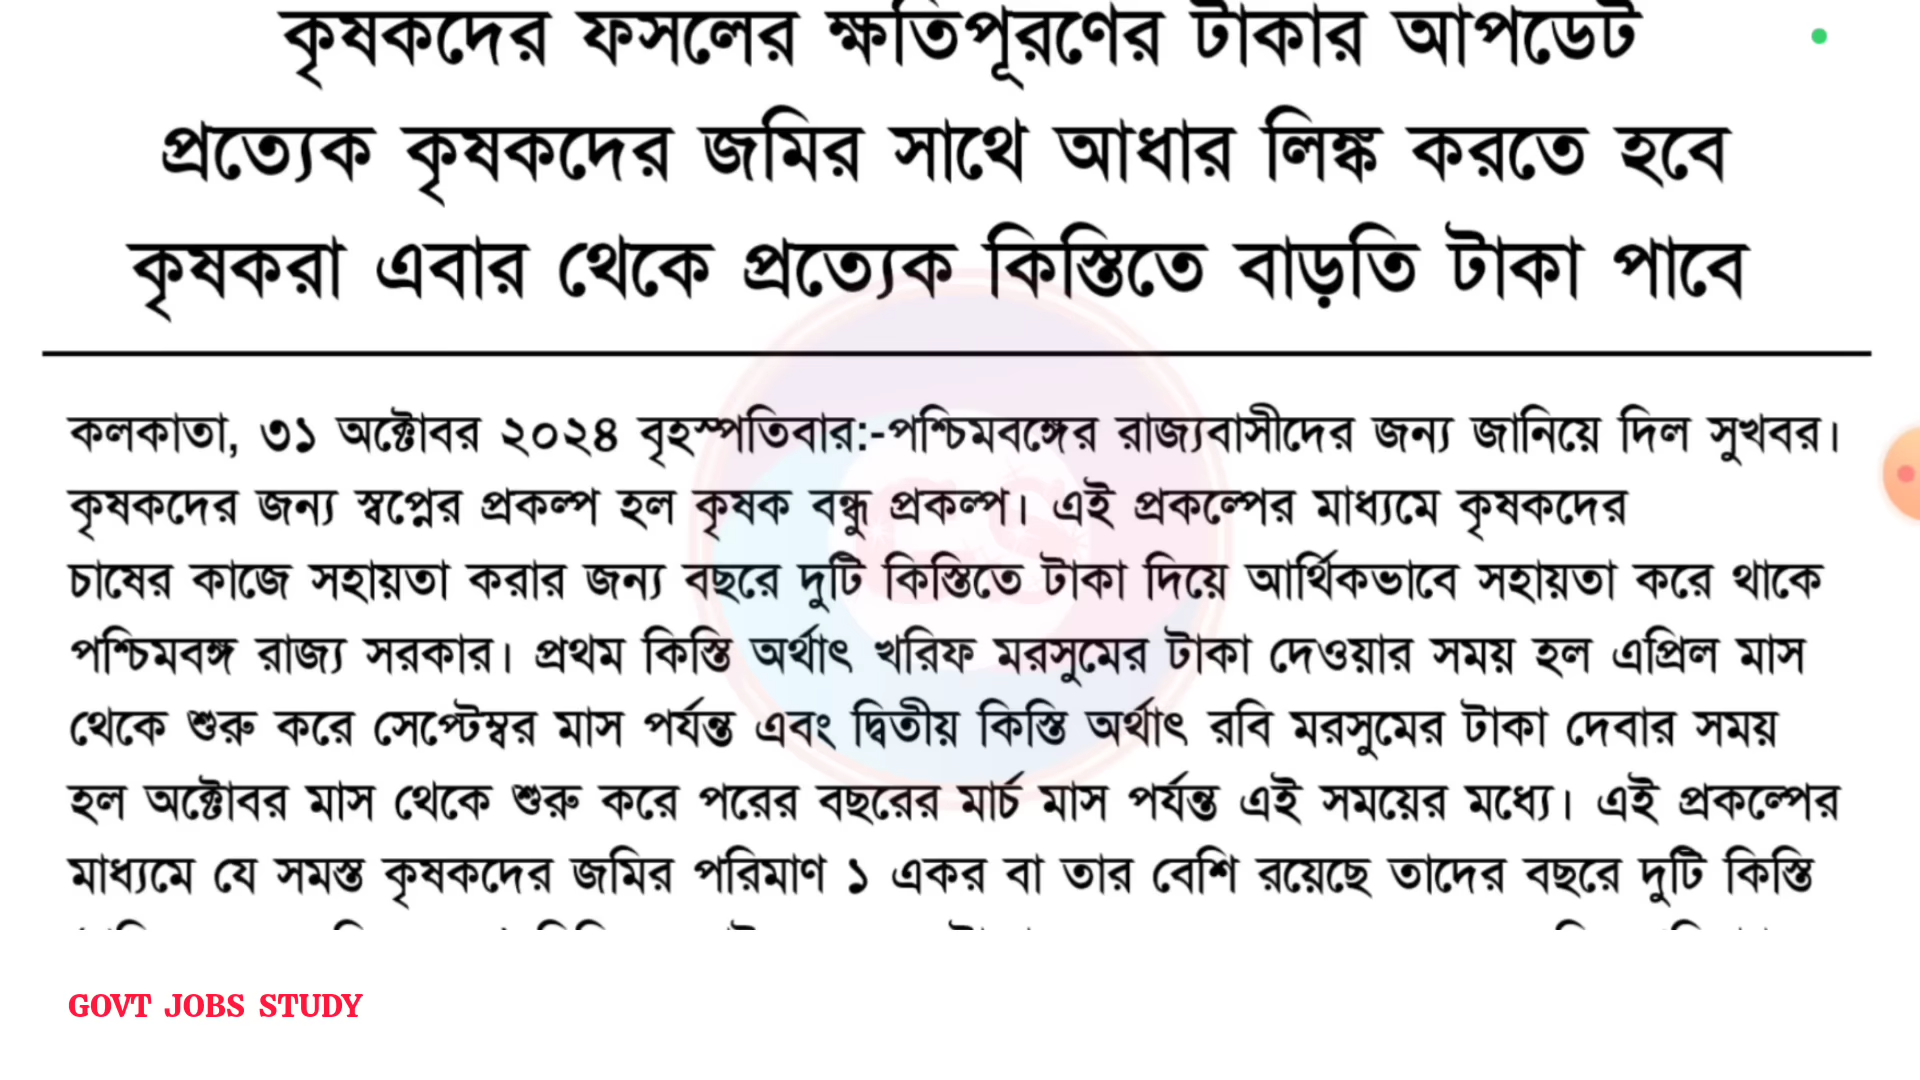 কৃষকদের ফসলের ক্ষতিপূরণের টাকার আপডেট
প্রত্যেক কৃষকদের জমির সাথে আধার লিঙ্ক করতে হবে
কৃষকরা এবার থেকে প্রত্যেক কিস্তিতে বাড়তি টাকা পাবে
কলকাতা, ৩১ অক্টোবর ২০২৪ বৃহস্পতিবার:-পশ্চিমবঙ্গের রাজ্যবাসীদের জন্য জানিয়ে দিল সুখবর।
কৃষকদের জন্য স্বপ্নের প্রকল্প হল কৃষক বন্ধু প্রকল্প। এই প্রকল্পের মাধ্যমে কৃষকদের
চাষের কাজে সহায়তা করার জন্য বছরে দুটি কিস্তিতে টাকা দিয়ে আর্থিকভাবে সহায়তা করে থাকে
পশ্চিমবঙ্গ রাজ্য সরকার। প্রথম কিস্তি অর্থাৎ খরিফ মরসুমের টাকা দেওয়ার সময় হল এপ্রিল মাস
থেকে শুরু করে সেপ্টেম্বর মাস পর্যন্ত এবং দ্বিতীয় কিস্তি অর্থাৎ রবি মরসুমের টাকা দেবার সময়
হল অক্টোবর মাস থেকে শুরু করে পরের বছরের মার্চ মাস পর্যন্ত এই সময়ের মধ্যে। এই প্রকল্পের
মাধ্যমে যে সমস্ত কৃষকদের জমির পরিমাণ ১ একর বা তার বেশি রয়েছে তাদের বছরে দুটি কিস্তি
GOVT JOBS STUDY